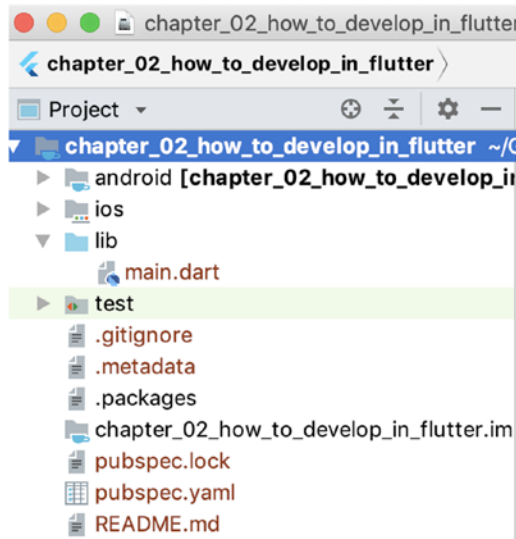 chapter_02_how_to_develop_in_flutter
chapter_02_how_to_develop_in_flutter
Project
chapter_02_how_to_develop_in_flutter ~/
android [chapter_02_how_to_develop_in
ios
lib
main.dart
test
.gitignore
.metadata
.packages
chapter_02_how_to_develop_in_flutter.im
pubspec.lock
pubspec.yaml
README.md